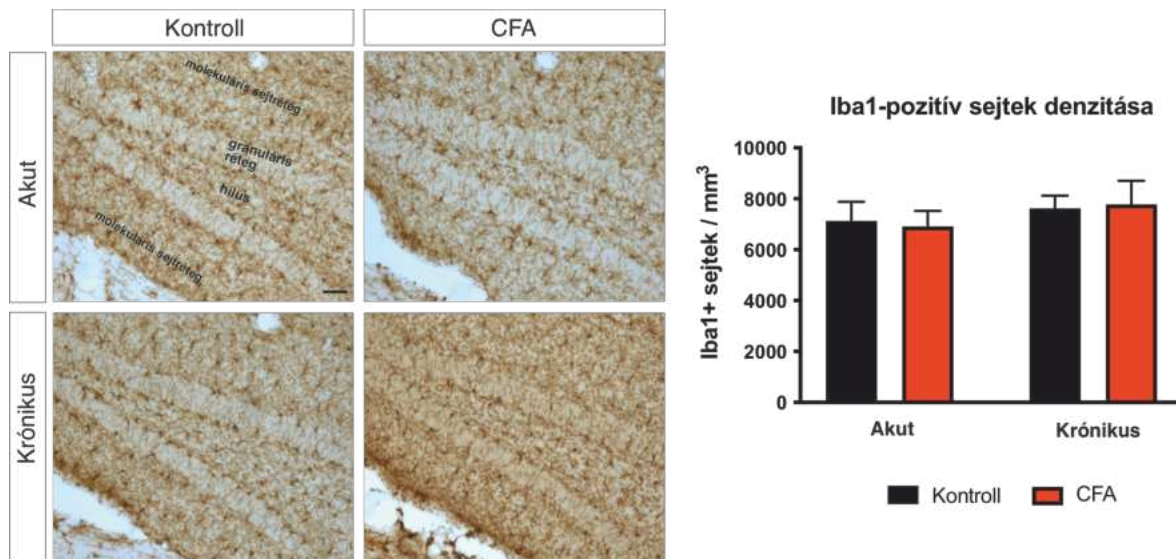 Kontroll
CFA
Akut
molekuláris sejtréteg
granuláris
réteg
hilus
molekuláris sejtréteg
Krónikus
Iba1-pozitív sejtek denzitása
Iba1+ sejtek / mm³
10000
8000
6000
4000
2000
0
Akut
Krónikus
Kontroll
CFA